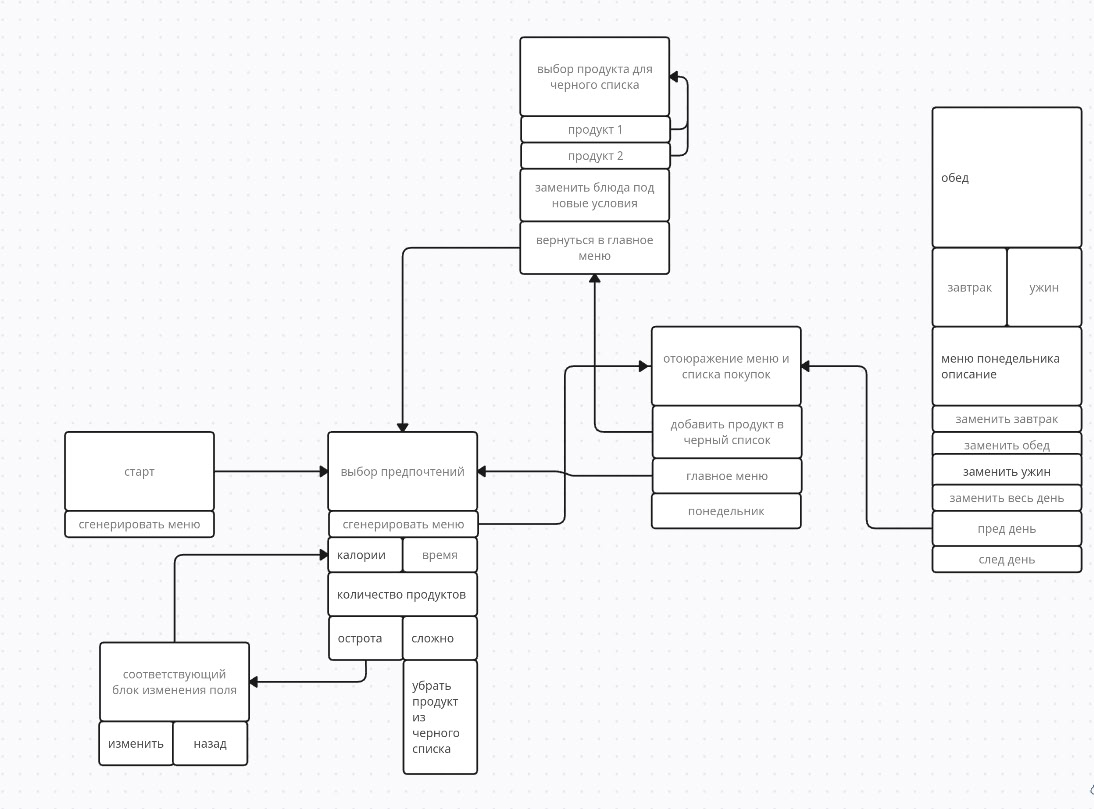 выбор продукта для
черного списка
продукт 1
продукт 2
заменить блюда под
новые условия
вернуться в главное
меню
обед
завтрак
ужин
меню понедельника
описание
заменить завтрак
заменить обед
заменить ужин
заменить весь день
пред день
след день
отоюражение меню и
списка покупок
добавить продукт в
черный список
главное меню
понедельник
старт
сгенерировать меню
выбор предпочтений
сгенерировать меню
калории
время
количество продуктов
острота
сложно
убрать
продукт
из
черного
списка
соответствующий
блок изменения поля
изменить
назад